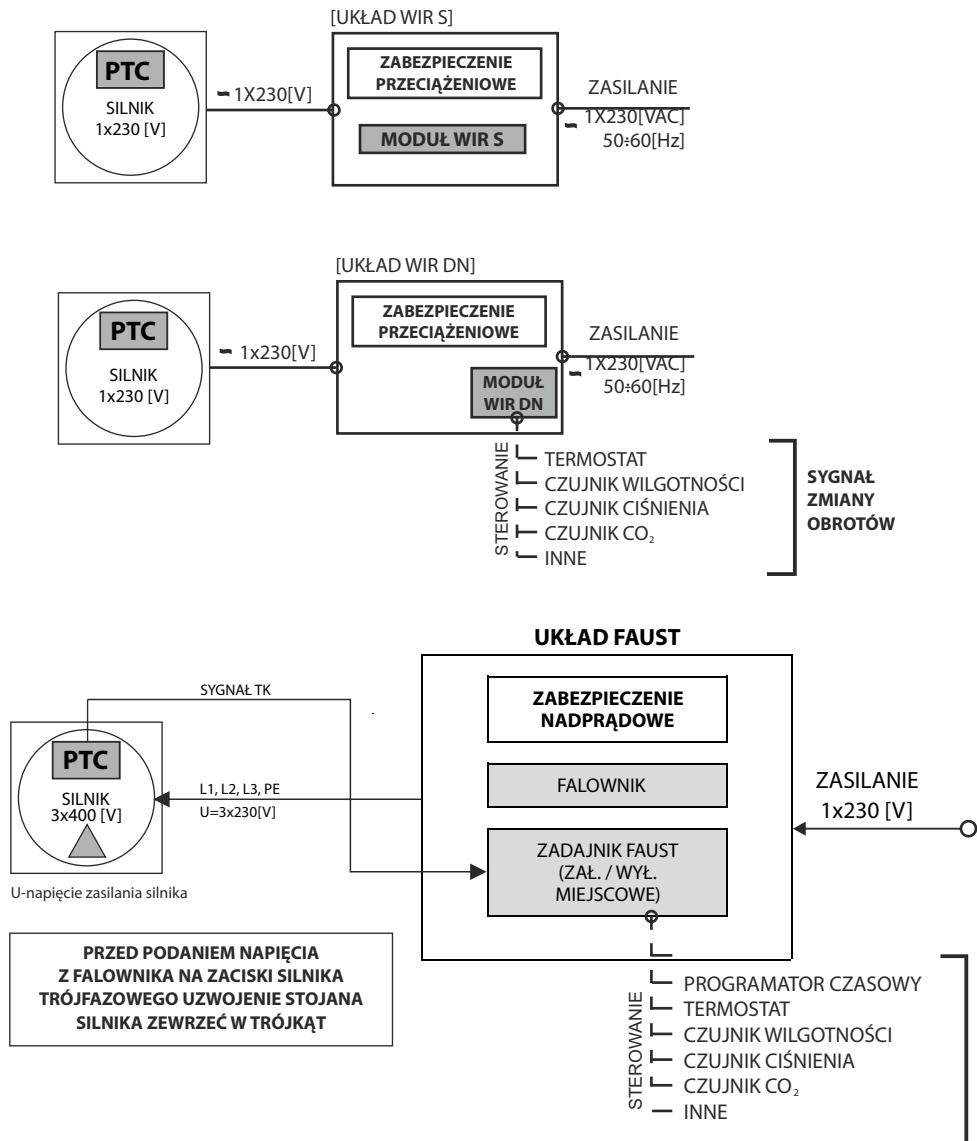 [UKŁAD WIR S]
PTC
SILNIK
1x230 [V]
~ 1X230[V]
ZABEZPIECZENIE
PRZECIĄŻENIOWE
MODUŁ WIR S
ZASILANIE
~ 1X230[VAC]
50÷60[Hz]
[UKŁAD WIR DN]
PTC
SILNIK
1x230 [V]
~ 1x230[V]
ZABEZPIECZENIE
PRZECIĄŻENIOWE
MODUŁ
WIR DN
ZASILANIE
~ 1X230[VAC]
50÷60[Hz]
STEROWANIE
TERMOSTAT
CZUJNIK WILGOTNOŚCI
CZUJNIK CIŚNIENIA
CZUJNIK CO₂
INNE
SYGNAŁ
ZMIANY
OBROTÓW
UKŁAD FAUST
SYGNAŁ TK
PTC
SILNIK
3x400 [V]
L1, L2, L3, PE
U=3x230[V]
U-napięcie zasilania silnika
ZABEZPIECZENIE
NADPRĄDOWE
FALOWNIK
ZADAJNIK FAUST
(ZAŁ. / WYŁ.
MIEJSCOWE)
ZASILANIE
1x230 [V]
PRZED PODANIEM NAPIĘCIA
Z FALOWNIKA NA ZACISKI SILNIKA
TRÓJFAZOWEGO UZWOJENIE STOJANA
SILNIKA ZEWRZEĆ W TRÓJKĄT
STEROWANIE
PROGRAMATOR CZASOWY
TERMOSTAT
CZUJNIK WILGOTNOŚCI
CZUJNIK CIŚNIENIA
CZUJNIK CO₂
INNE